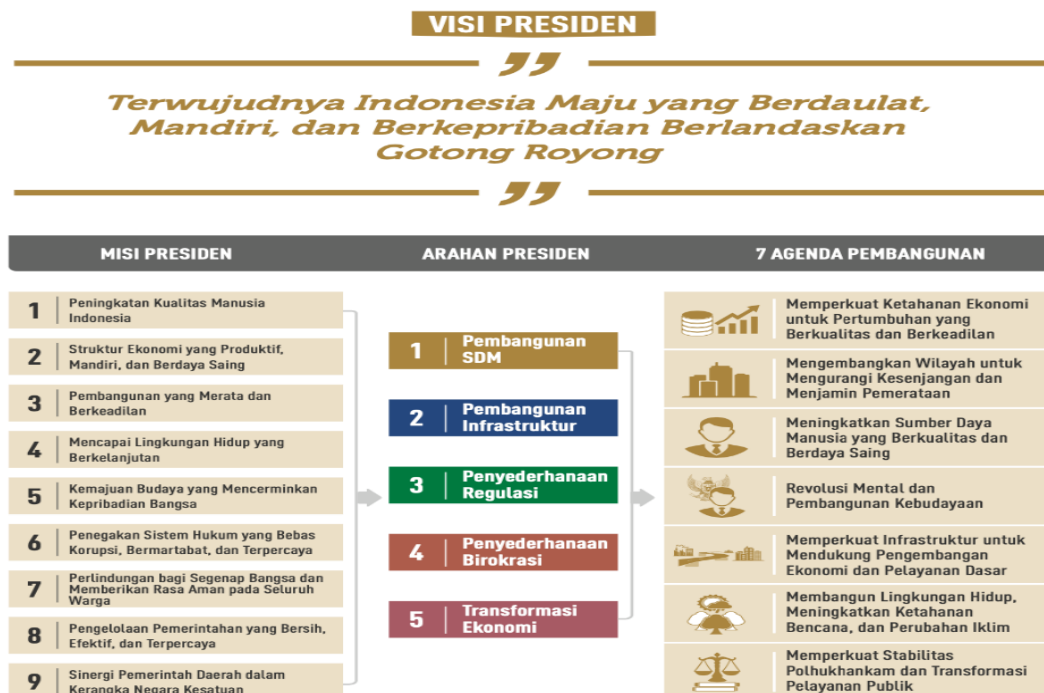 VISI PRESIDEN
”
Terwujudnya Indonesia Maju yang Berdaulat,
Mandiri, dan Berkepribadian Berlandaskan
Gotong Royong
”
MISI PRESIDEN
1
Peningkatan Kualitas Manusia
Indonesia
2
Struktur Ekonomi yang Produktif,
Mandiri, dan Berdaya Saing
3
Pembangunan yang Merata dan
Berkeadilan
4
Mencapai Lingkungan Hidup yang
Berkelanjutan
5
Kemajuan Budaya yang Mencerminkan
Kepribadian Bangsa
6
Penegakan Sistem Hukum yang Bebas
Korupsi, Bermartabat, dan Terpercaya
7
Perlindungan bagi Segenap Bangsa dan
Memberikan Rasa Aman pada Seluruh
Warga
8
Pengelolaan Pemerintahan yang Bersih,
Efektif, dan Terpercaya
9
Sinergi Pemerintah Daerah dalam
Kerangka Negara Kesatuan
ARAHAN PRESIDEN
1
Pembangunan
SDM
2
Pembangunan
Infrastruktur
3
Penyederhanaan
Regulasi
4
Penyederhanaan
Birokrasi
5
Transformasi
Ekonomi
7 AGENDA PEMBANGUNAN
Memperkuat Ketahanan Ekonomi
untuk Pertumbuhan yang
Berkualitas dan Berkeadilan
Mengembangkan Wilayah untuk
Mengurangi Kesenjangan dan
Menjamin Pemerataan
Meningkatkan Sumber Daya
Manusia yang Berkualitas dan
Berdaya Saing
Revolusi Mental dan
Pembangunan Kebudayaan
Memperkuat Infrastruktur untuk
Mendukung Pengembangan
Ekonomi dan Pelayanan Dasar
Membangun Lingkungan Hidup,
Meningkatkan Ketahanan
Bencana, dan Perubahan Iklim
Memperkuat Stabilitas
Polhukhankam dan Transformasi
Pelayanan Publik